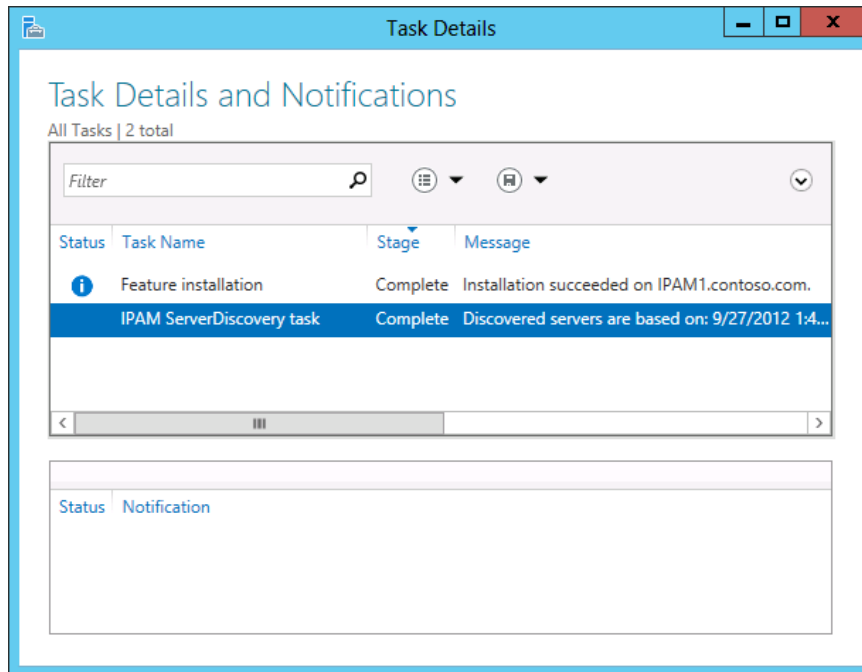 Task Details
Task Details and Notifications
All Tasks | 2 total
Filter
Status Task Name Stage Message
Feature installation Complete Installation succeeded on IPAM1.contoso.com.
IPAM ServerDiscovery task Complete Discovered servers are based on: 9/27/2012 1:4...
Status Notification